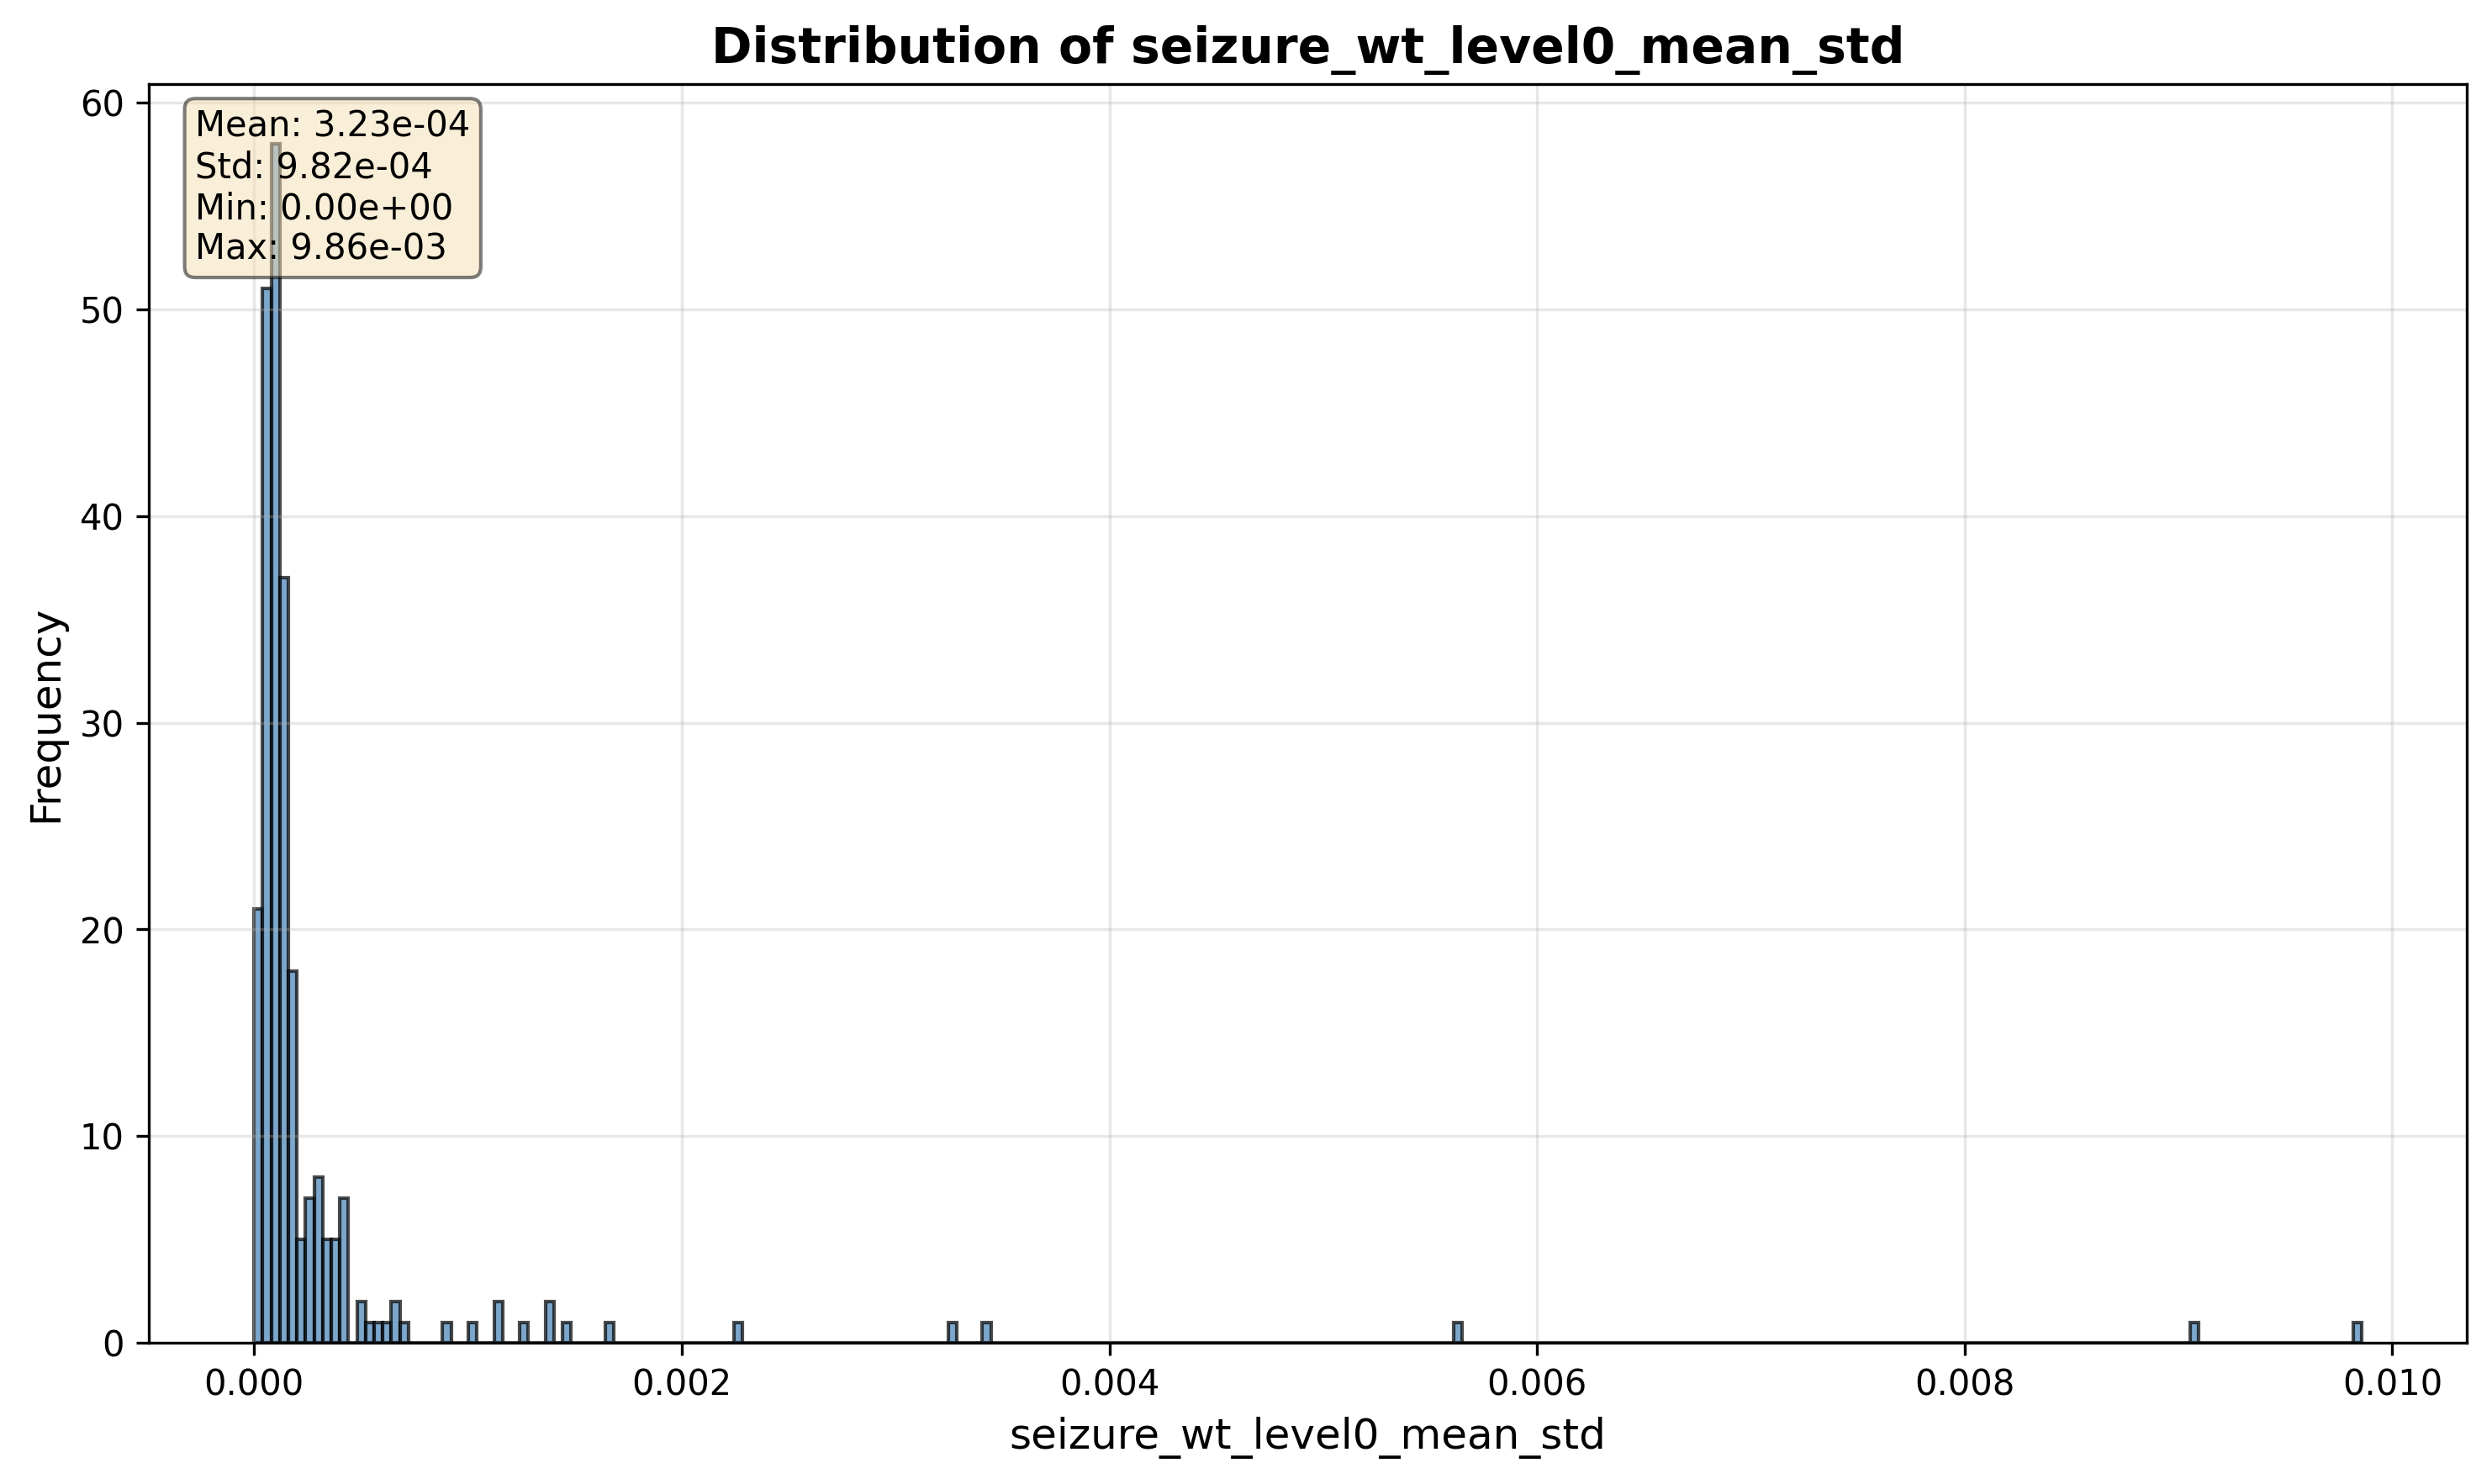 Distribution of seizure_wt_level0_mean_std
Mean: 3.23e-04
Std: 9.82e-04
Min: 0.00e+00
Max: 9.86e-03
60
50
40
30
20
10
0
Frequency
0.000 0.002 0.004 0.006 0.008 0.010
seizure_wt_level0_mean_std